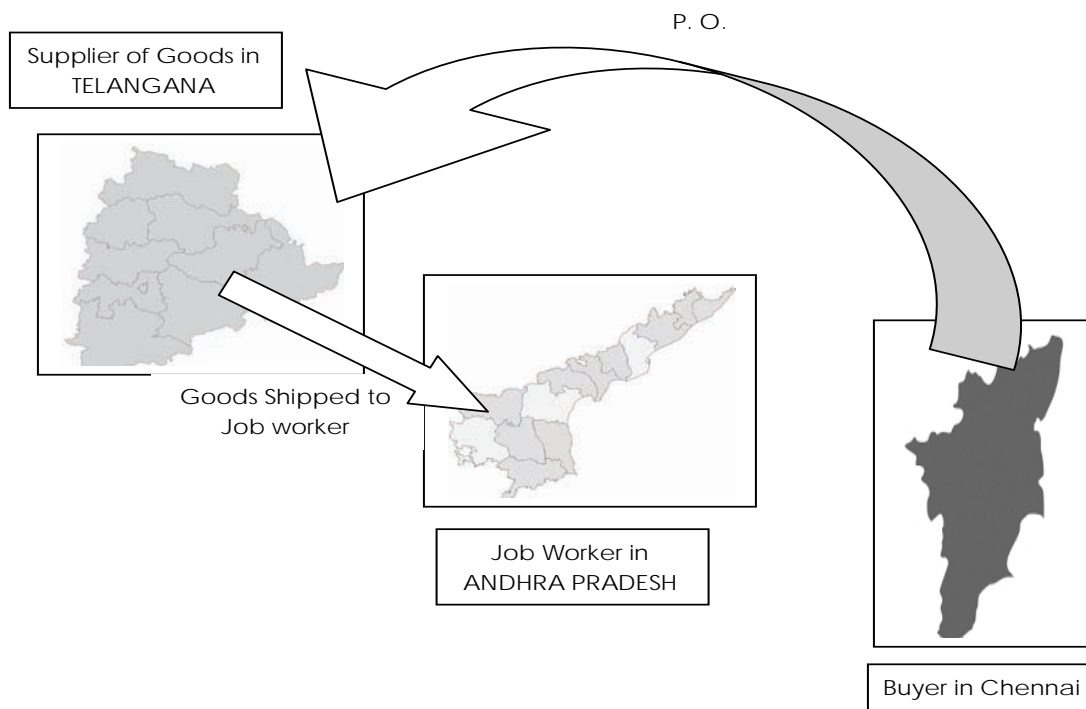 P. O.
Supplier of Goods in
TELANGANA
Goods Shipped to
Job worker
Job Worker in
ANDHRA PRADESH
Buyer in Chennai